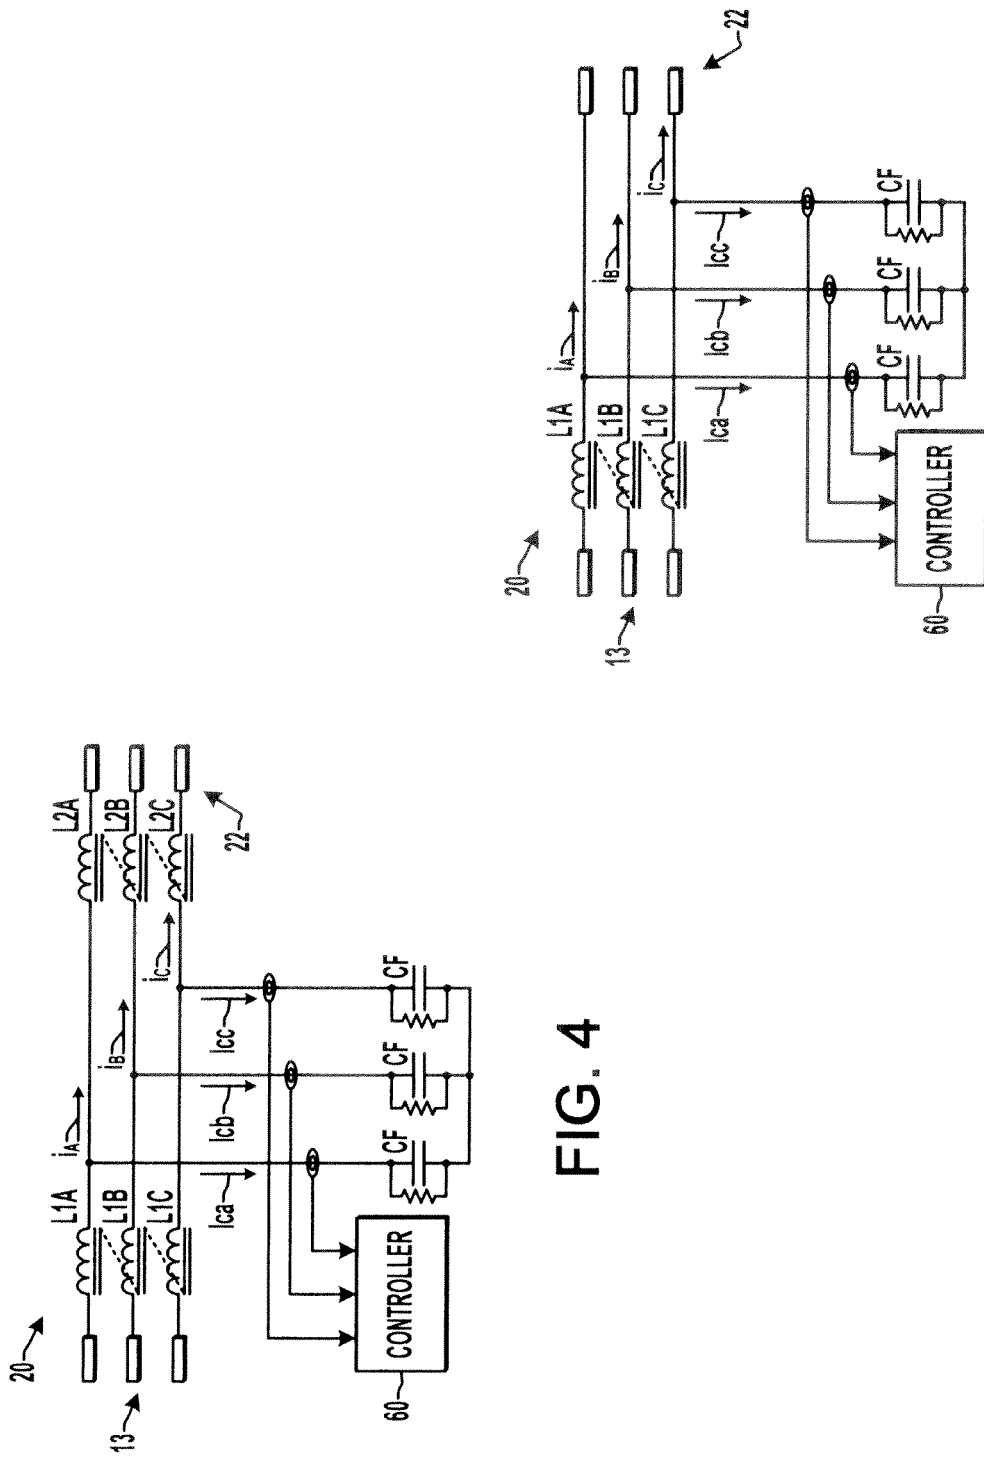 20
13
L1A
L1B
L1C
iA
iB
iC
L2A
L2B
L2C
22
Ica
Icb
Icc
CF
CF
CF
CONTROLLER
60
FIG. 4
20
13
L1A
L1B
L1C
iA
iB
iC
22
Ica
Icb
Icc
CF
CF
CF
CONTROLLER
60